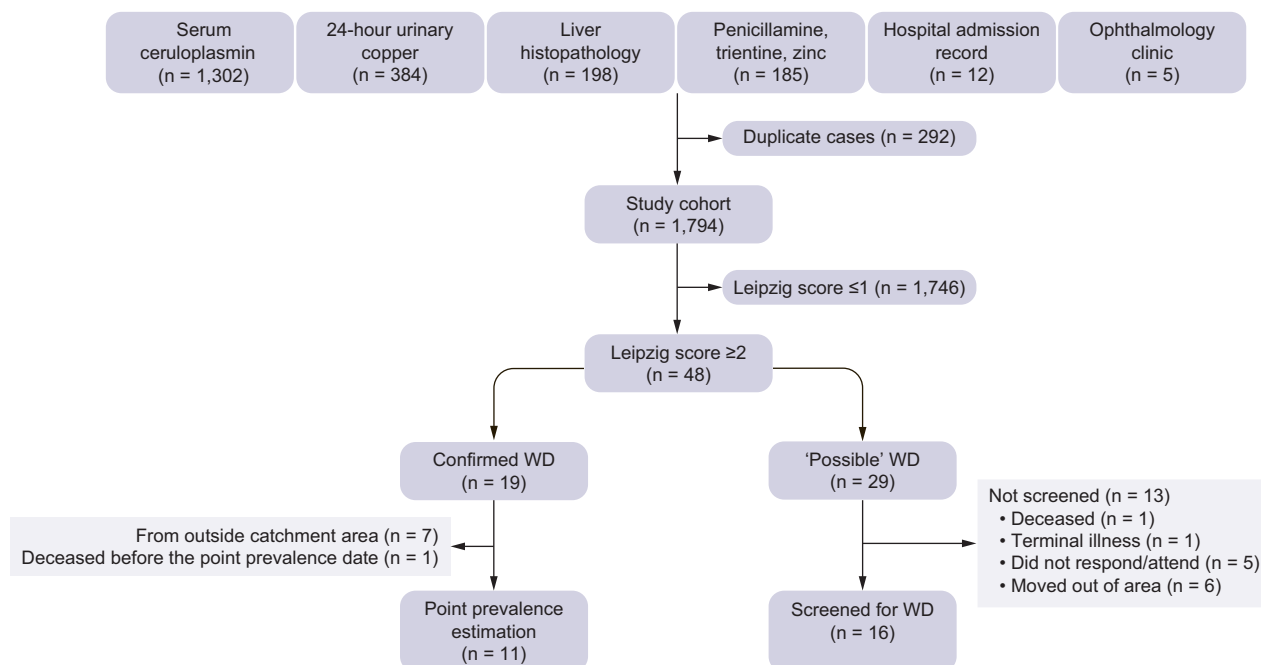 Serum
ceruloplasmin
(n = 1,302)
24-hour urinary
copper
(n = 384)
Liver
histopathology
(n = 198)
Penicillamine,
trientine, zinc
(n = 185)
Hospital admission
record
(n = 12)
Ophthalmology
clinic
(n = 5)
Duplicate cases (n = 292)
Study cohort
(n = 1,794)
Leipzig score ≤1 (n = 1,746)
Leipzig score ≥2
(n = 48)
Confirmed WD
(n = 19)
‘Possible’ WD
(n = 29)
From outside catchment area (n = 7)
Deceased before the point prevalence date (n = 1)
Not screened (n = 13)
• Deceased (n = 1)
• Terminal illness (n = 1)
• Did not respond/attend (n = 5)
• Moved out of area (n = 6)
Point prevalence
estimation
(n = 11)
Screened for WD
(n = 16)